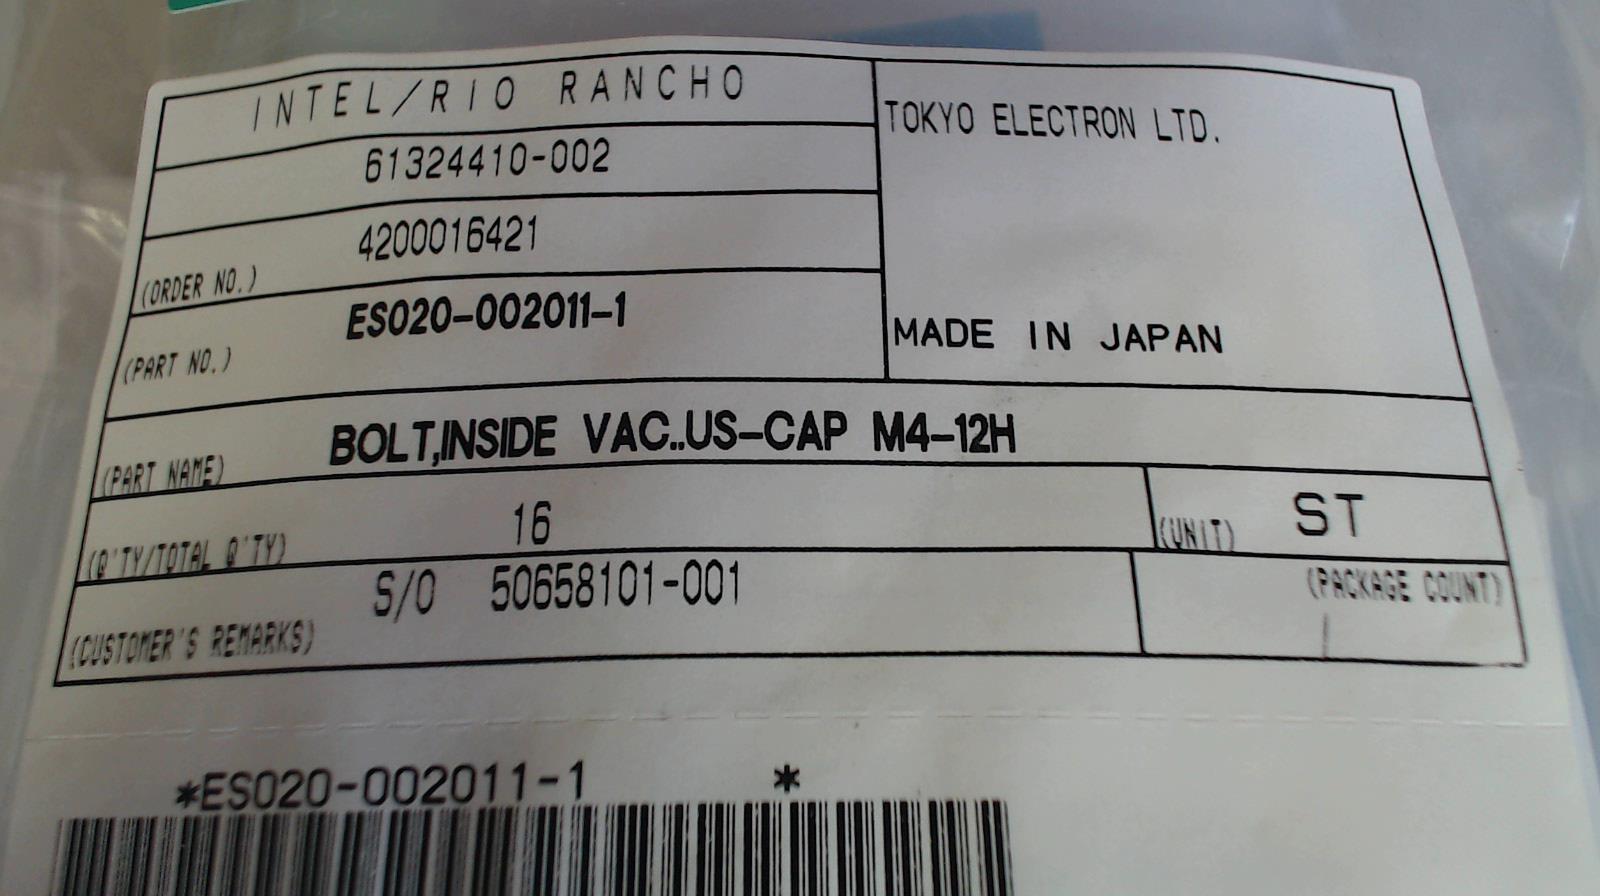 INTEL/RIO RANCHO
TOKYO ELECTRON LTD.
61324410-002
4200016421
(ORDER NO.)
ES020-002011-1
(PART NO.)
MADE IN JAPAN
BOLT,INSIDE VAC..US-CAP M4-12H
(PART NAME)
16
(Q'TY/TOTAL Q'TY)
(UNIT) ST
S/O 50658101-001
(CUSTOMER'S REMARKS)
(PACKAGE COUNT)
*ES020-002011-1 *